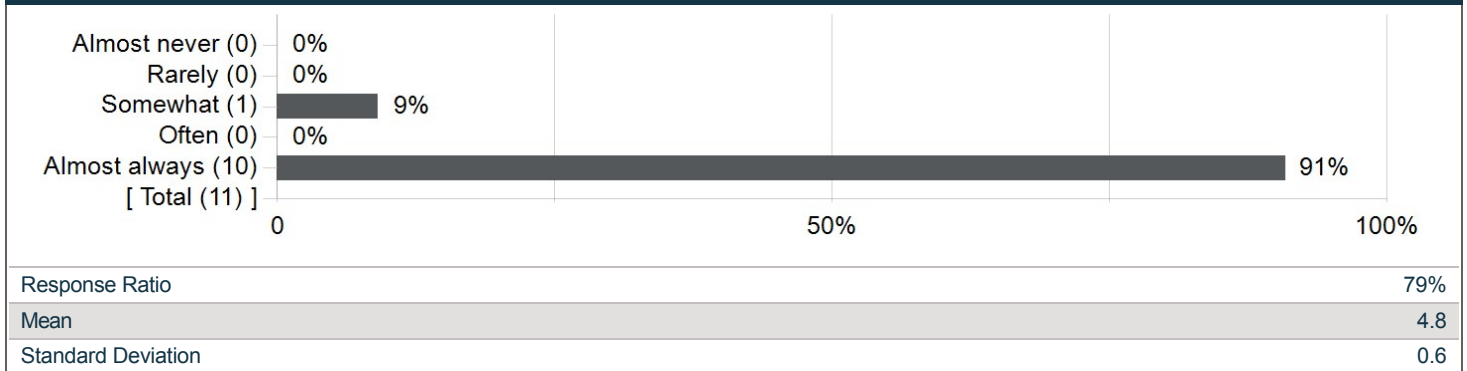 Almost never (0) 0%
Rarely (0) 0%
Somewhat (1) 9%
Often (0) 0%
Almost always (10) 91%
[ Total (11) ]
0 50% 100%
Response Ratio 79%
Mean 4.8
Standard Deviation 0.6